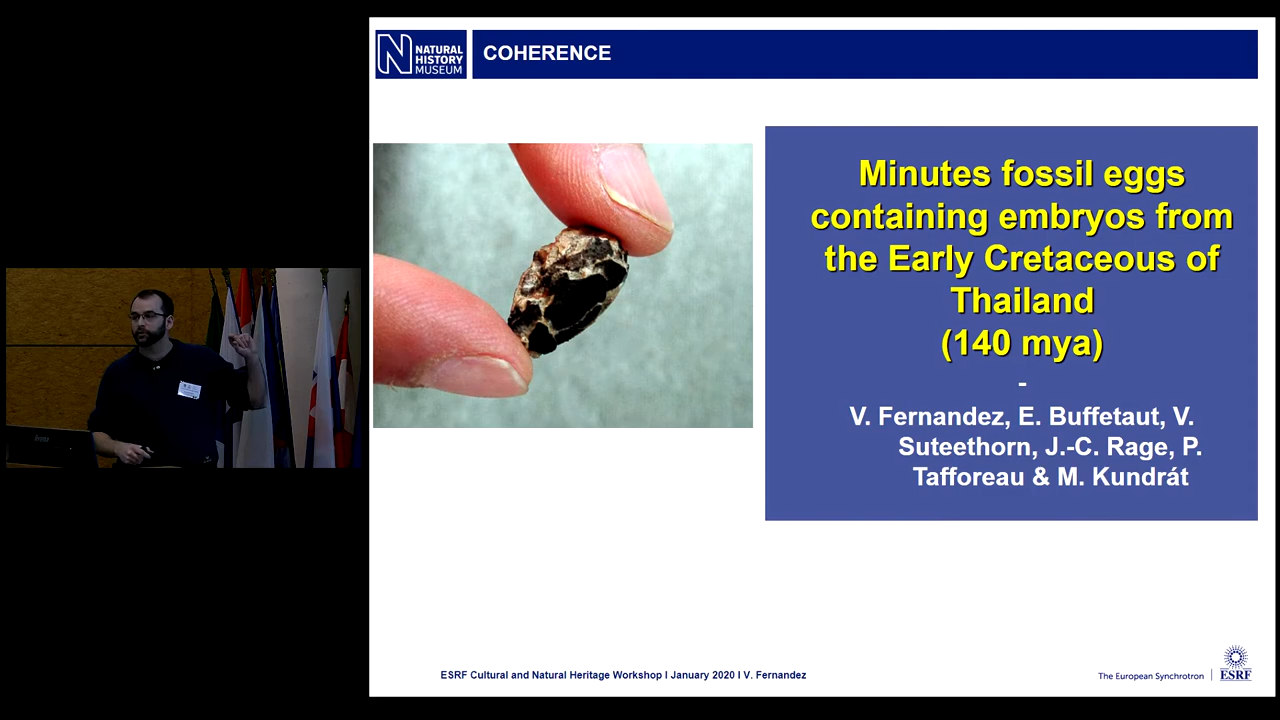 NATURAL
HISTORY
MUSEUM
COHERENCE
Minutes fossil eggs
containing embryos from
the Early Cretaceous of
Thailand
(140 mya)
-
V. Fernandez, E. Buffetaut, V.
Suteethorn, J.-C. Rage, P.
Tafforeau & M. Kundrát
ESRF Cultural and Natural Heritage Workshop I January 2020 I V. Fernandez
The European Synchrotron
ESRF